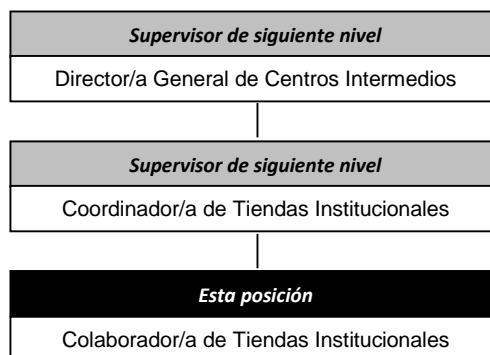 Supervisor de siguiente nivel
Director/a General de Centros Intermedios
Supervisor de siguiente nivel
Coordinador/a de Tiendas Institucionales
Esta posición
Colaborador/a de Tiendas Institucionales